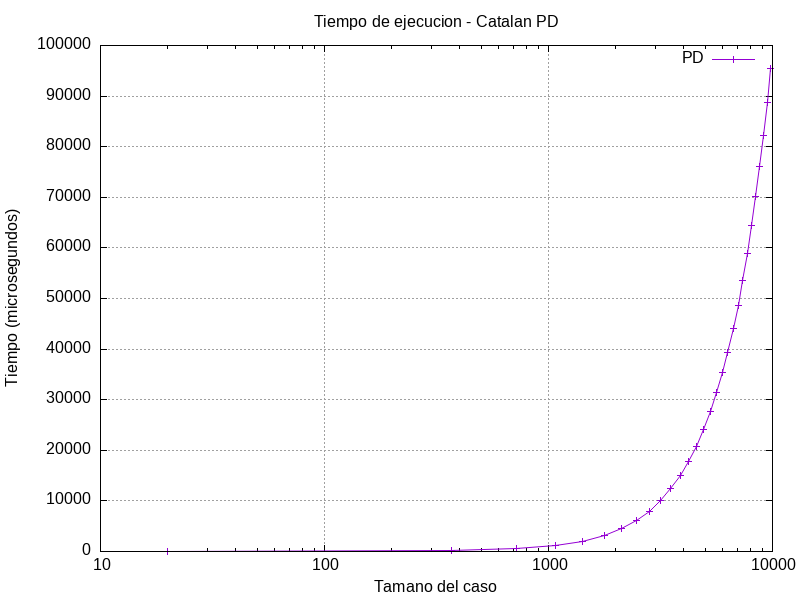 Tiempo de ejecucion - Catalan PD
PD
100000
90000
80000
70000
60000
50000
40000
30000
20000
10000
0
Tiempo (microsegundos)
10 100 1000 10000
Tamano del caso